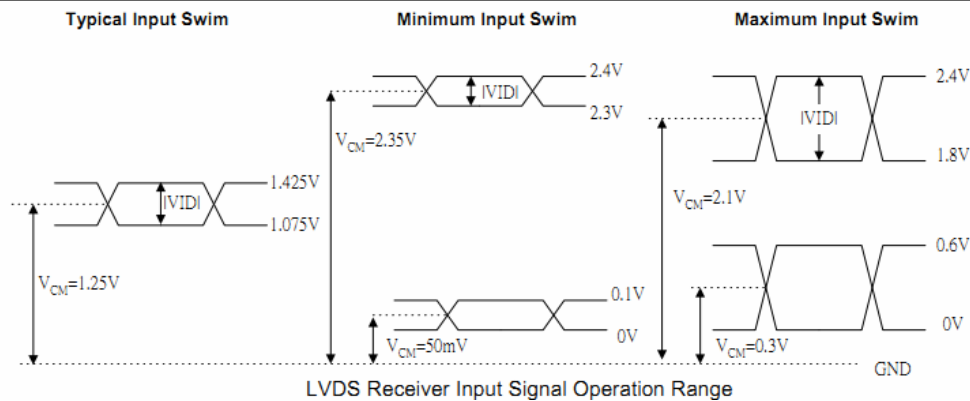 Typical Input Swim
Minimum Input Swim
Maximum Input Swim
2.4V
|VID|
2.3V
V_CM=2.35V
2.4V
|VID|
1.8V
V_CM=2.1V
1.425V
|VID|
1.075V
V_CM=1.25V
0.1V
0V
V_CM=50mV
0.6V
0V
V_CM=0.3V
GND
LVDS Receiver Input Signal Operation Range